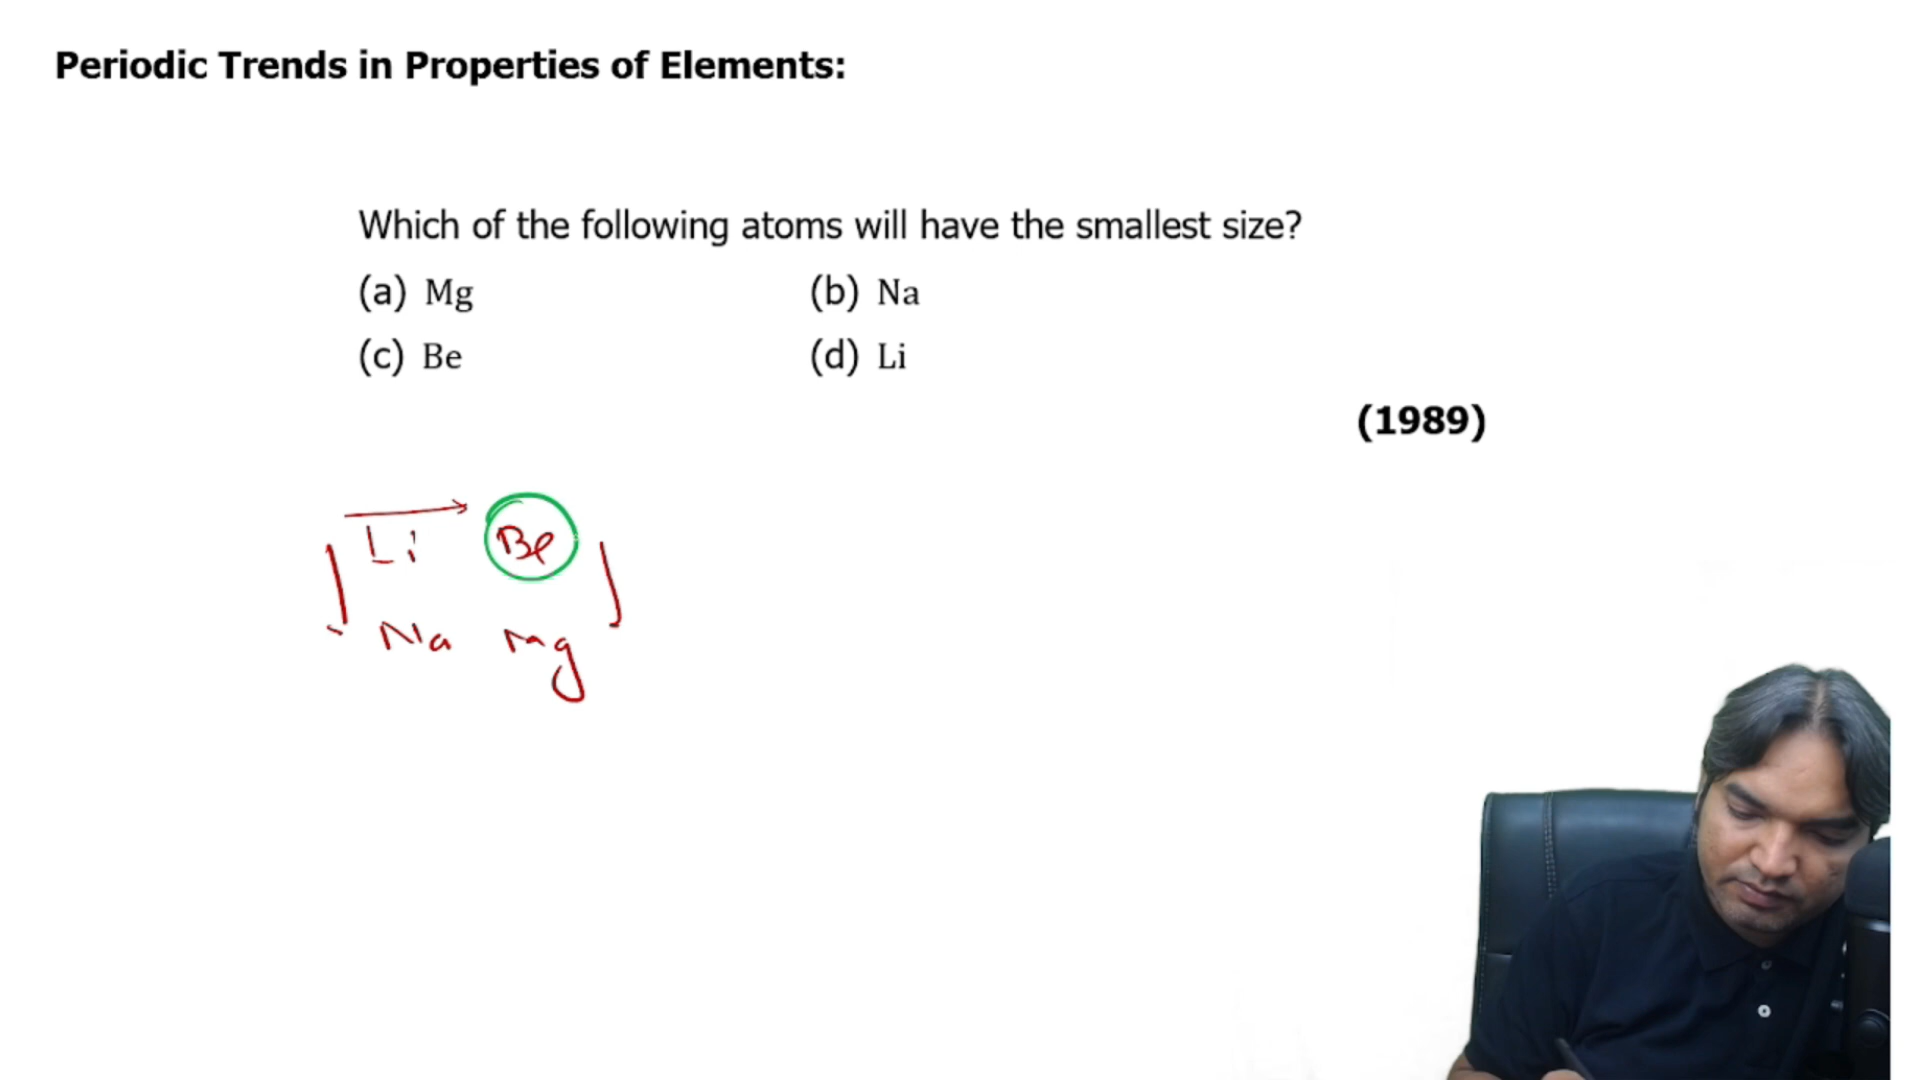 Periodic Trends in Properties of Elements:
Which of the following atoms will have the smallest size?
(a) Mg (b) Na
(c) Be (d) Li
(1989)
Li Be
Na Mg